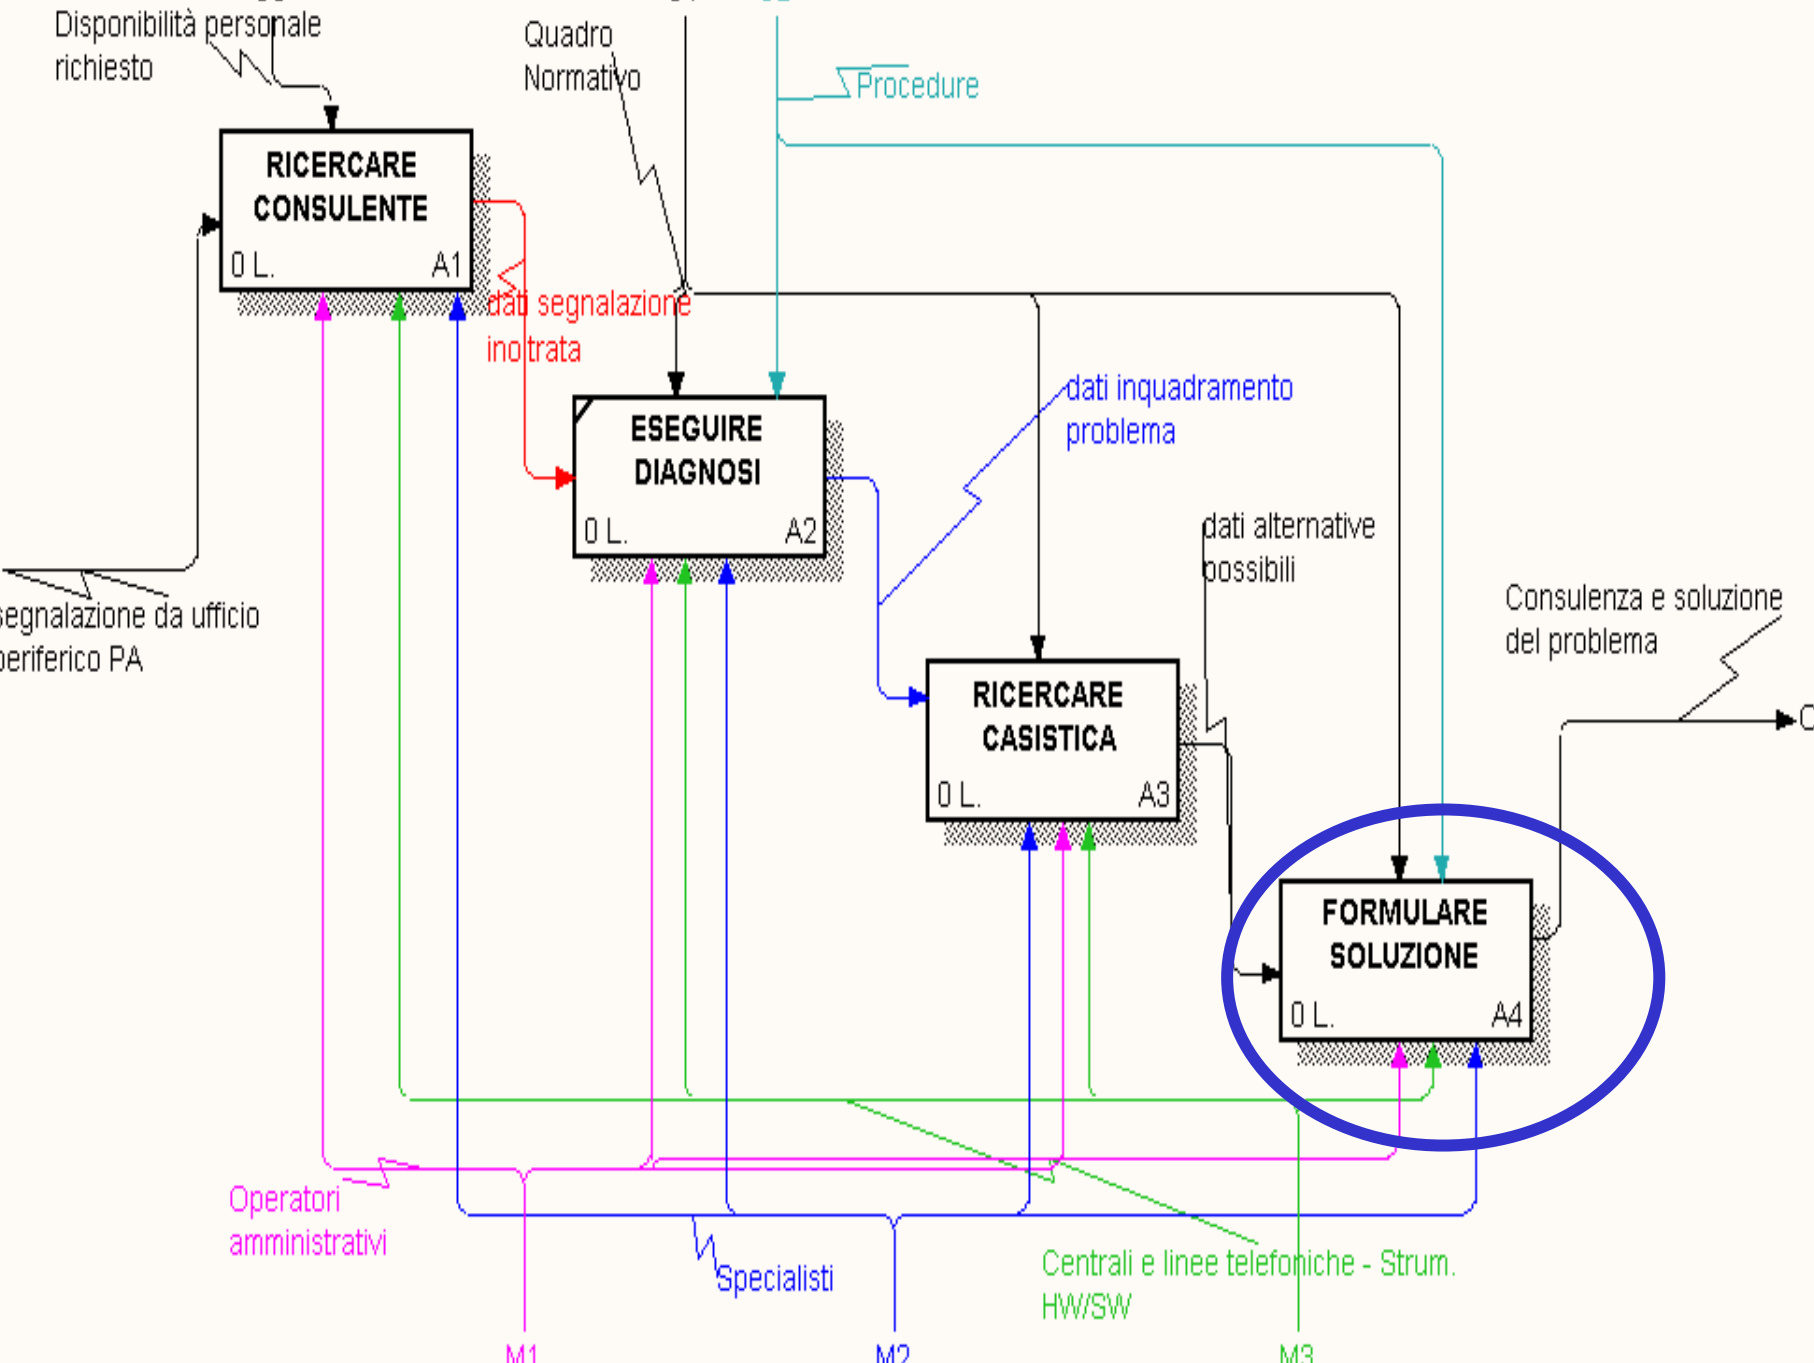 Disponibilità personale
richiesto
Quadro
Normativo
Procedure
RICERCARE
CONSULENTE
0 L.
A1
dati segnalazione
inoltrata
ESEGUIRE
DIAGNOSI
0 L.
A2
dati inquadramento
problema
dati alternative
possibili
segnalazione da ufficio
periferico PA
Consulenza e soluzione
del problema
RICERCARE
CASISTICA
0 L.
A3
FORMULARE
SOLUZIONE
0 L.
A4
Operatori
amministrativi
Specialisti
Centrali e linee telefoniche - Strum.
HW/SW
M1
M2
M3